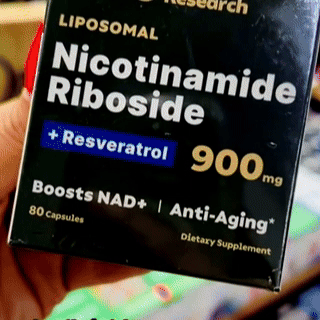 Research
LIPOSOMAL
Nicotinamide
Riboside
+ Resveratrol
900mg
Boosts NAD+ | Anti-Aging*
80 Capsules
Dietary Supplement